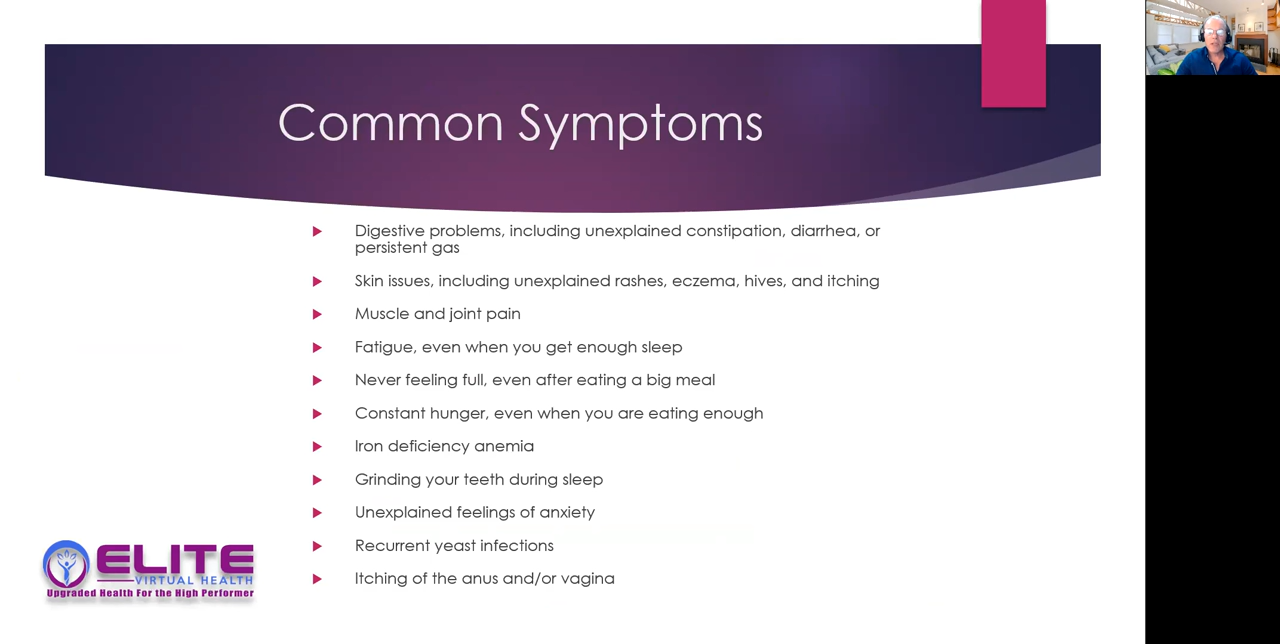 Common Symptoms
Digestive problems, including unexplained constipation, diarrhea, or
persistent gas
Skin issues, including unexplained rashes, eczema, hives, and itching
Muscle and joint pain
Fatigue, even when you get enough sleep
Never feeling full, even after eating a big meal
Constant hunger, even when you are eating enough
Iron deficiency anemia
Grinding your teeth during sleep
Unexplained feelings of anxiety
Recurrent yeast infections
Itching of the anus and/or vagina
ELITE
VIRTUAL HEALTH
Upgraded Health For the High Performer